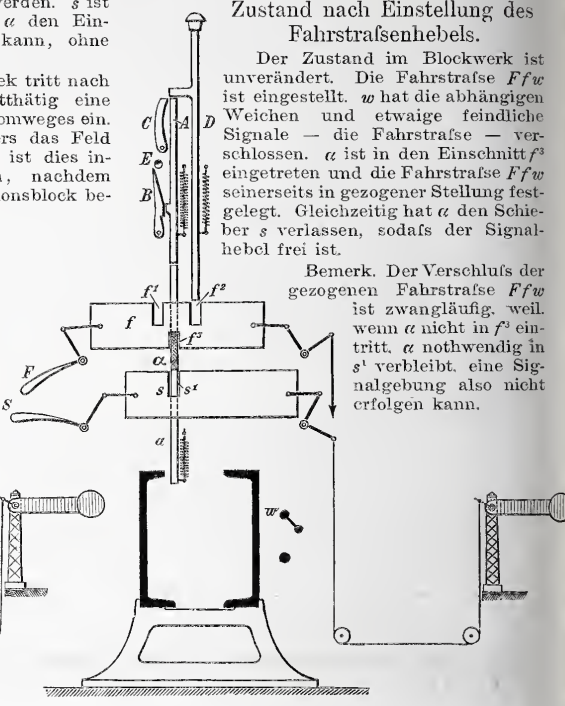 erden. s ist
a den Ein-
kann, ohne
ek tritt nach
tthätig eine
omweges ein.
ers das Feld
ist dies in-
, nachdem
onsblock be-
Zustand nach Einstellung des
Fahrstraſsenhebels.
Der Zustand im Blockwerk ist
unverändert. Die Fahrstraſse Ffw
ist eingestellt. w hat die abhängigen
Weichen und etwaige feindliche
Signale — die Fahrstraſse — ver-
schlossen. a ist in den Einschnitt f³
eingetreten und die Fahrstraſse Ffw
seinerseits in gezogener Stellung fest-
gelegt. Gleichzeitig hat a den Schie-
ber s verlassen, sodaſs der Signal-
hebel frei ist.
Bemerk. Der Verschluſs der
gezogenen Fahrstraſse Ffw
ist zwangläufig, weil,
wenn a nicht in f³ ein-
tritt, a nothwendig in
s¹ verbleibt, eine Sig-
nalgebung also nicht
erfolgen kann.
C
A
D
E
B
f¹
f²
f
f³
a
F
s
s¹
S
a
w